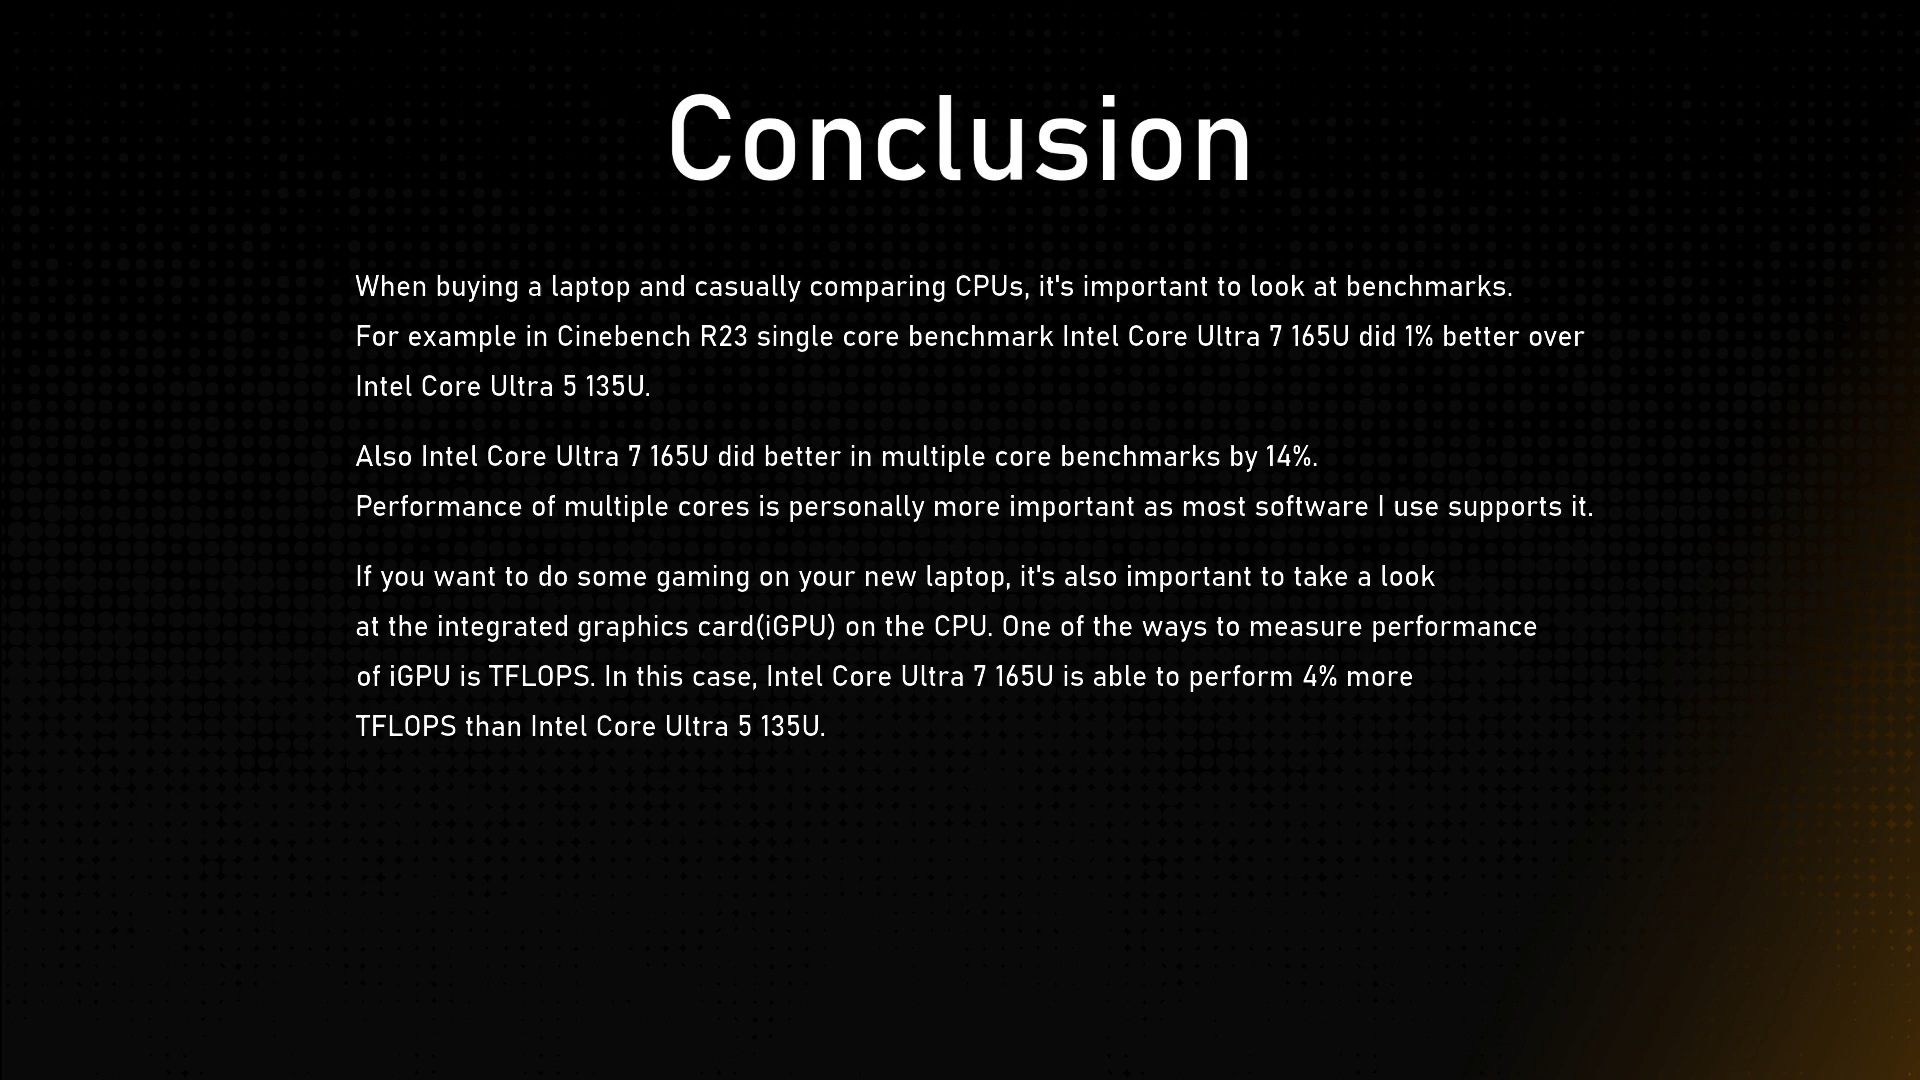 Conclusion
When buying a laptop and casually comparing CPUs, it's important to look at benchmarks.
For example in Cinebench R23 single core benchmark Intel Core Ultra 7 165U did 1% better over
Intel Core Ultra 5 135U.
Also Intel Core Ultra 7 165U did better in multiple core benchmarks by 14%.
Performance of multiple cores is personally more important as most software I use supports it.
If you want to do some gaming on your new laptop, it's also important to take a look
at the integrated graphics card(iGPU) on the CPU. One of the ways to measure performance
of iGPU is TFLOPS. In this case, Intel Core Ultra 7 165U is able to perform 4% more
TFLOPS than Intel Core Ultra 5 135U.